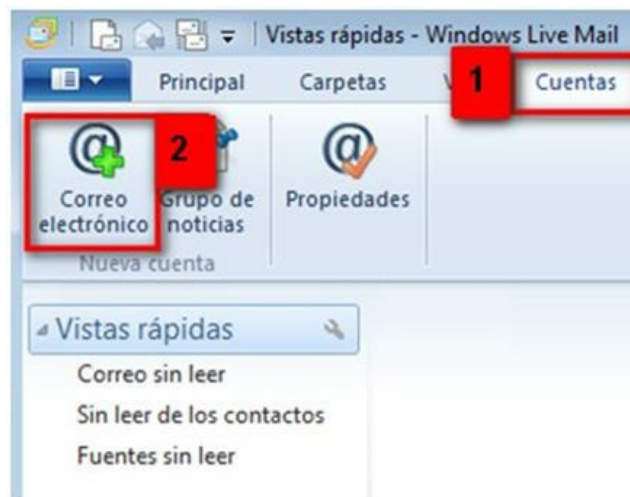 Vistas rápidas - Windows Live Mail
Principal Carpetas V 1 Cuentas
2
Correo electrónico
Grupo de noticias
Propiedades
Nueva cuenta
Vistas rápidas
Correo sin leer
Sin leer de los contactos
Fuentes sin leer